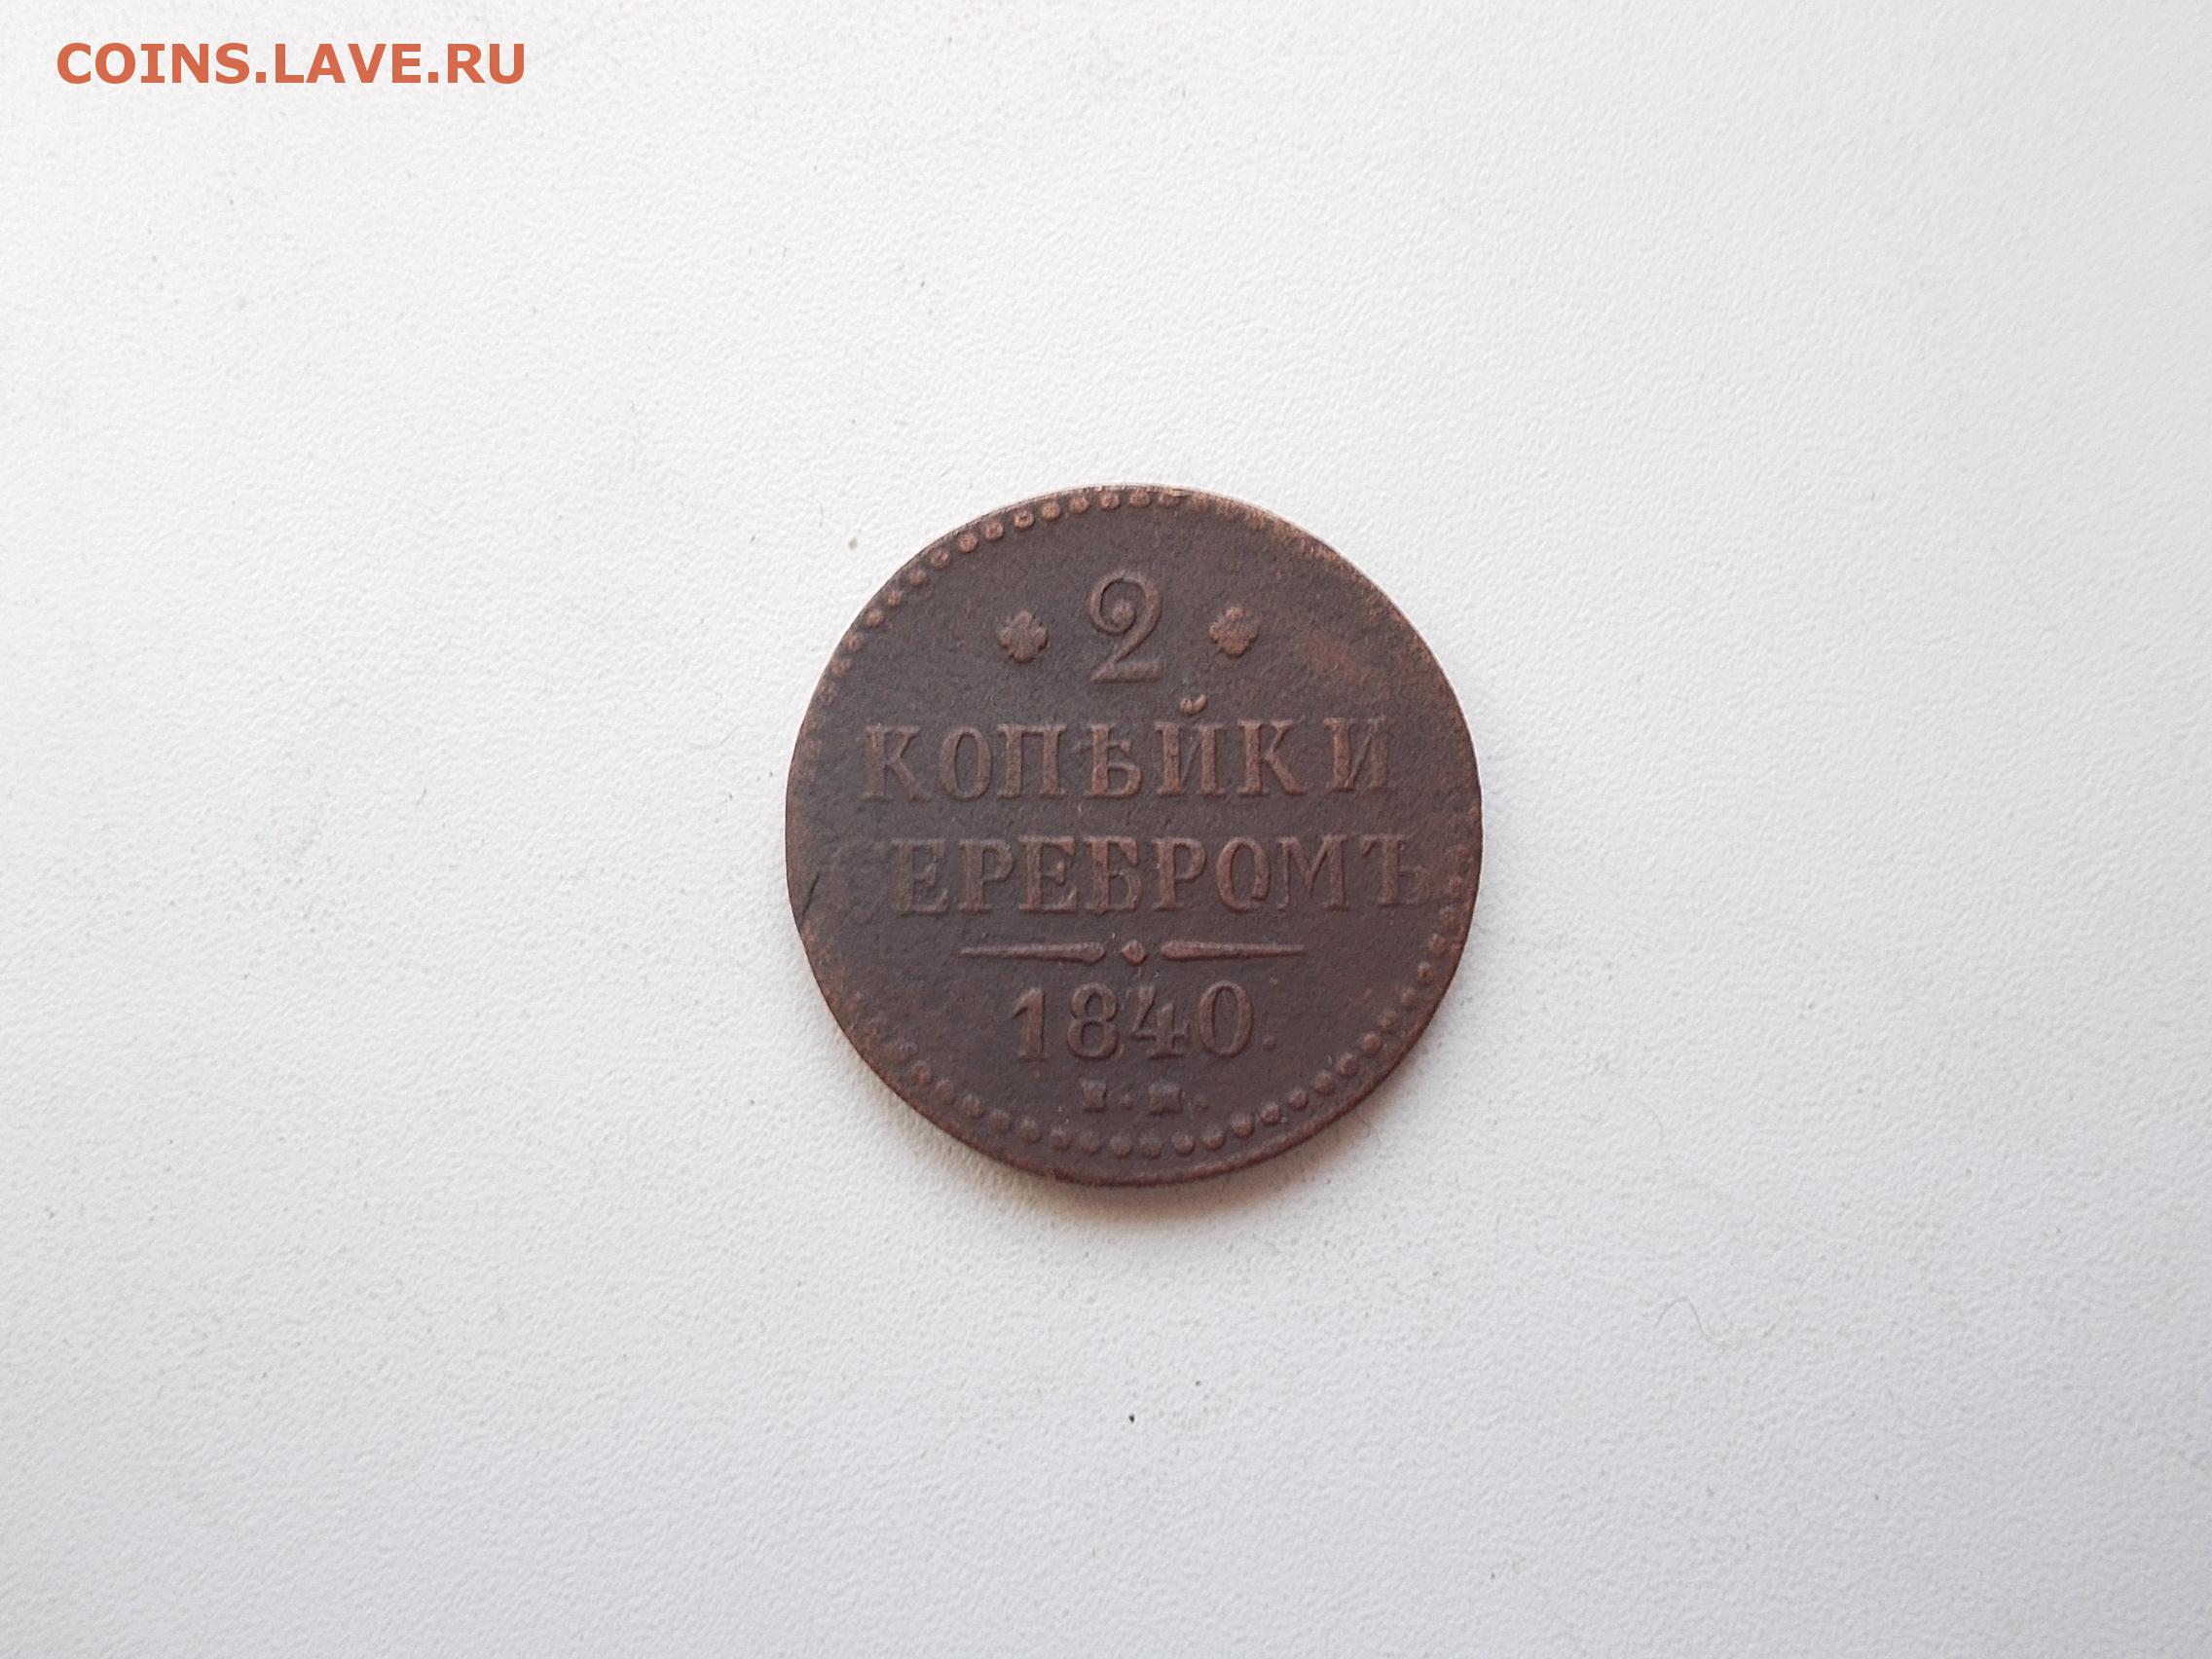 COINS.LAVE.RU
2
КОПѢЙКИ
СЕРЕБРОМЪ
1840.